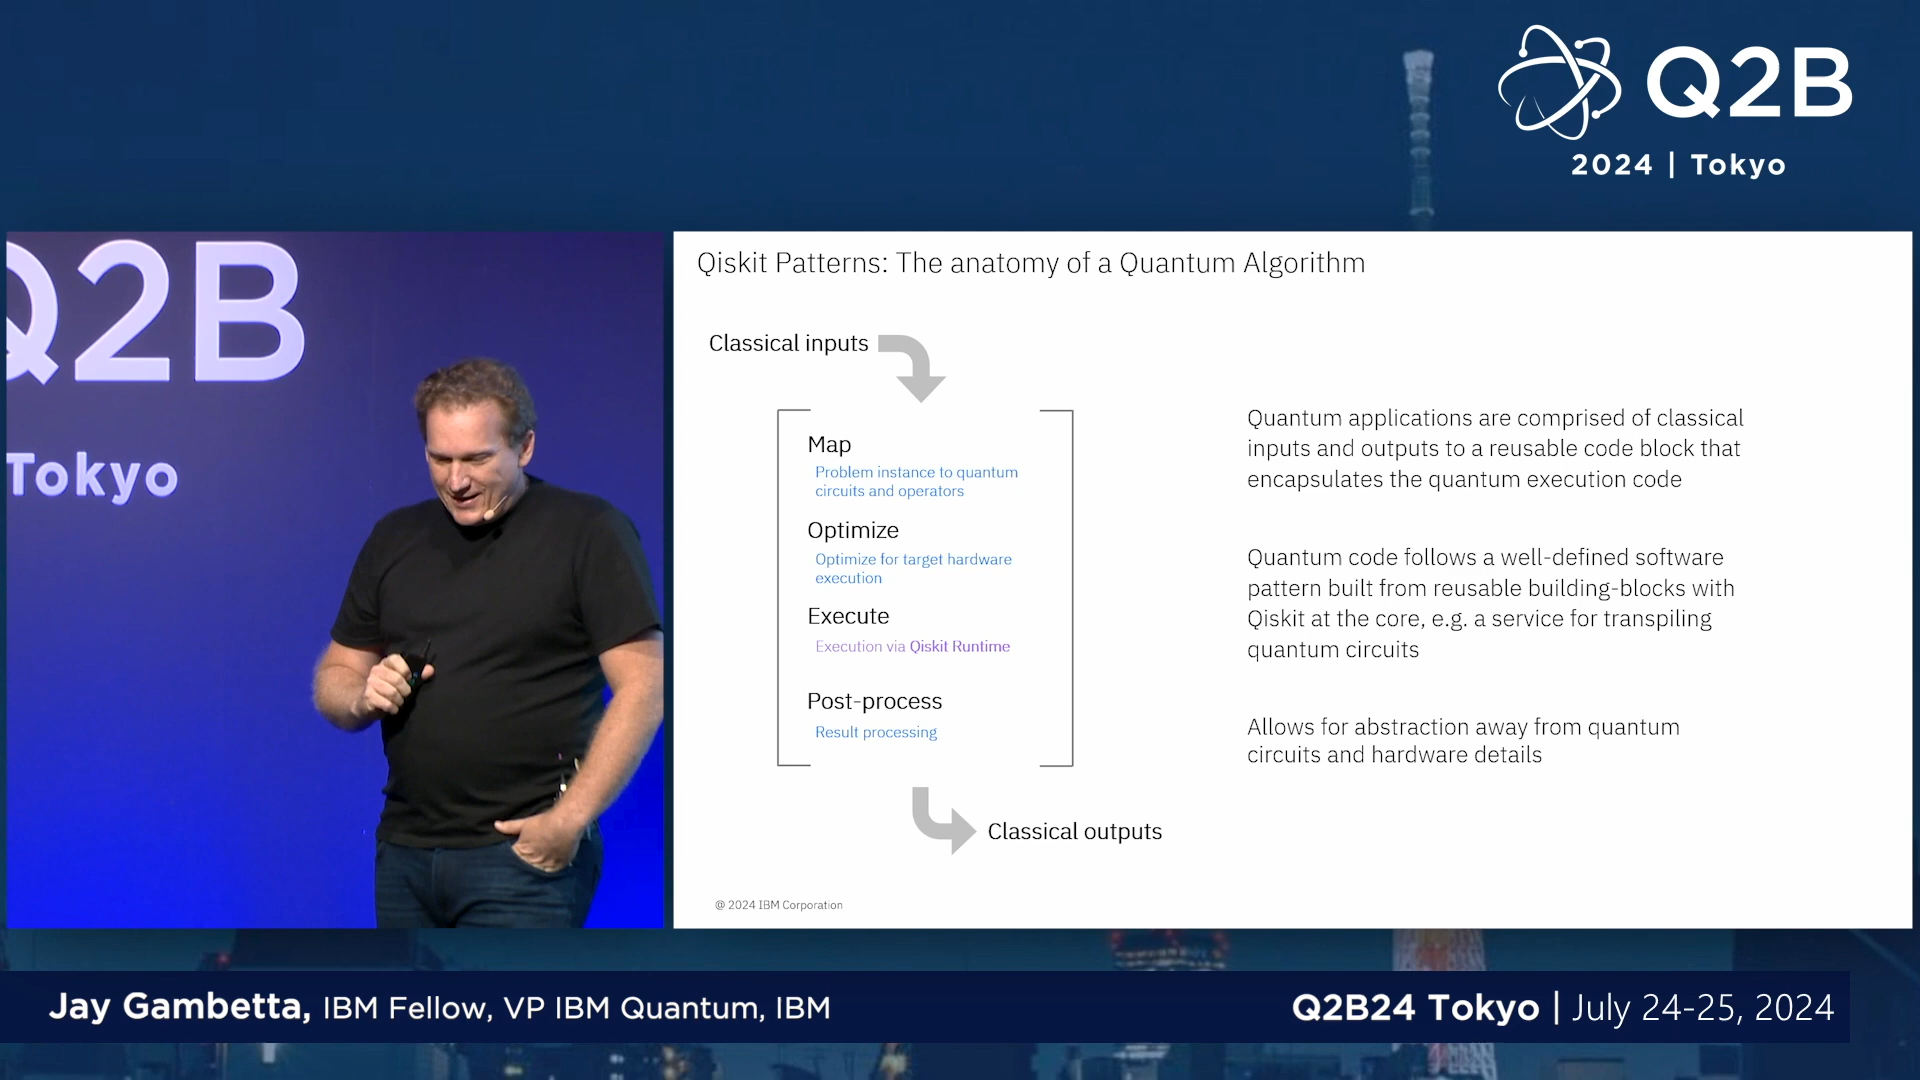 Q2B
2024 | Tokyo
Q2B
Tokyo
Qiskit Patterns: The anatomy of a Quantum Algorithm
Classical inputs
Map
Problem instance to quantum
circuits and operators
Optimize
Optimize for target hardware
execution
Execute
Execution via Qiskit Runtime
Post-process
Result processing
Classical outputs
Quantum applications are comprised of classical
inputs and outputs to a reusable code block that
encapsulates the quantum execution code
Quantum code follows a well-defined software
pattern built from reusable building-blocks with
Qiskit at the core, e.g. a service for transpiling
quantum circuits
Allows for abstraction away from quantum
circuits and hardware details
@ 2024 IBM Corporation
Jay Gambetta, IBM Fellow, VP IBM Quantum, IBM
Q2B24 Tokyo | July 24-25, 2024